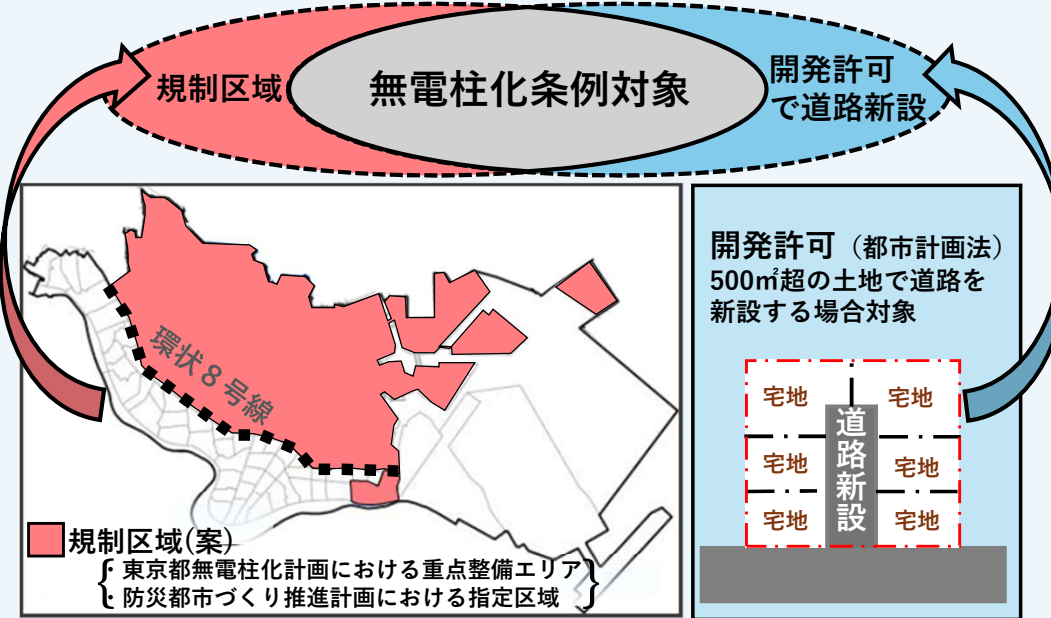 規制区域
無電柱化条例対象
開発許可
で道路新設
環状8号線
規制区域(案)
・東京都無電柱化計画における重点整備エリア
・防災都市づくり推進計画における指定区域
開発許可（都市計画法）
500㎡超の土地で道路を
新設する場合対象
宅地
宅地
道路新設
宅地
宅地
宅地
宅地